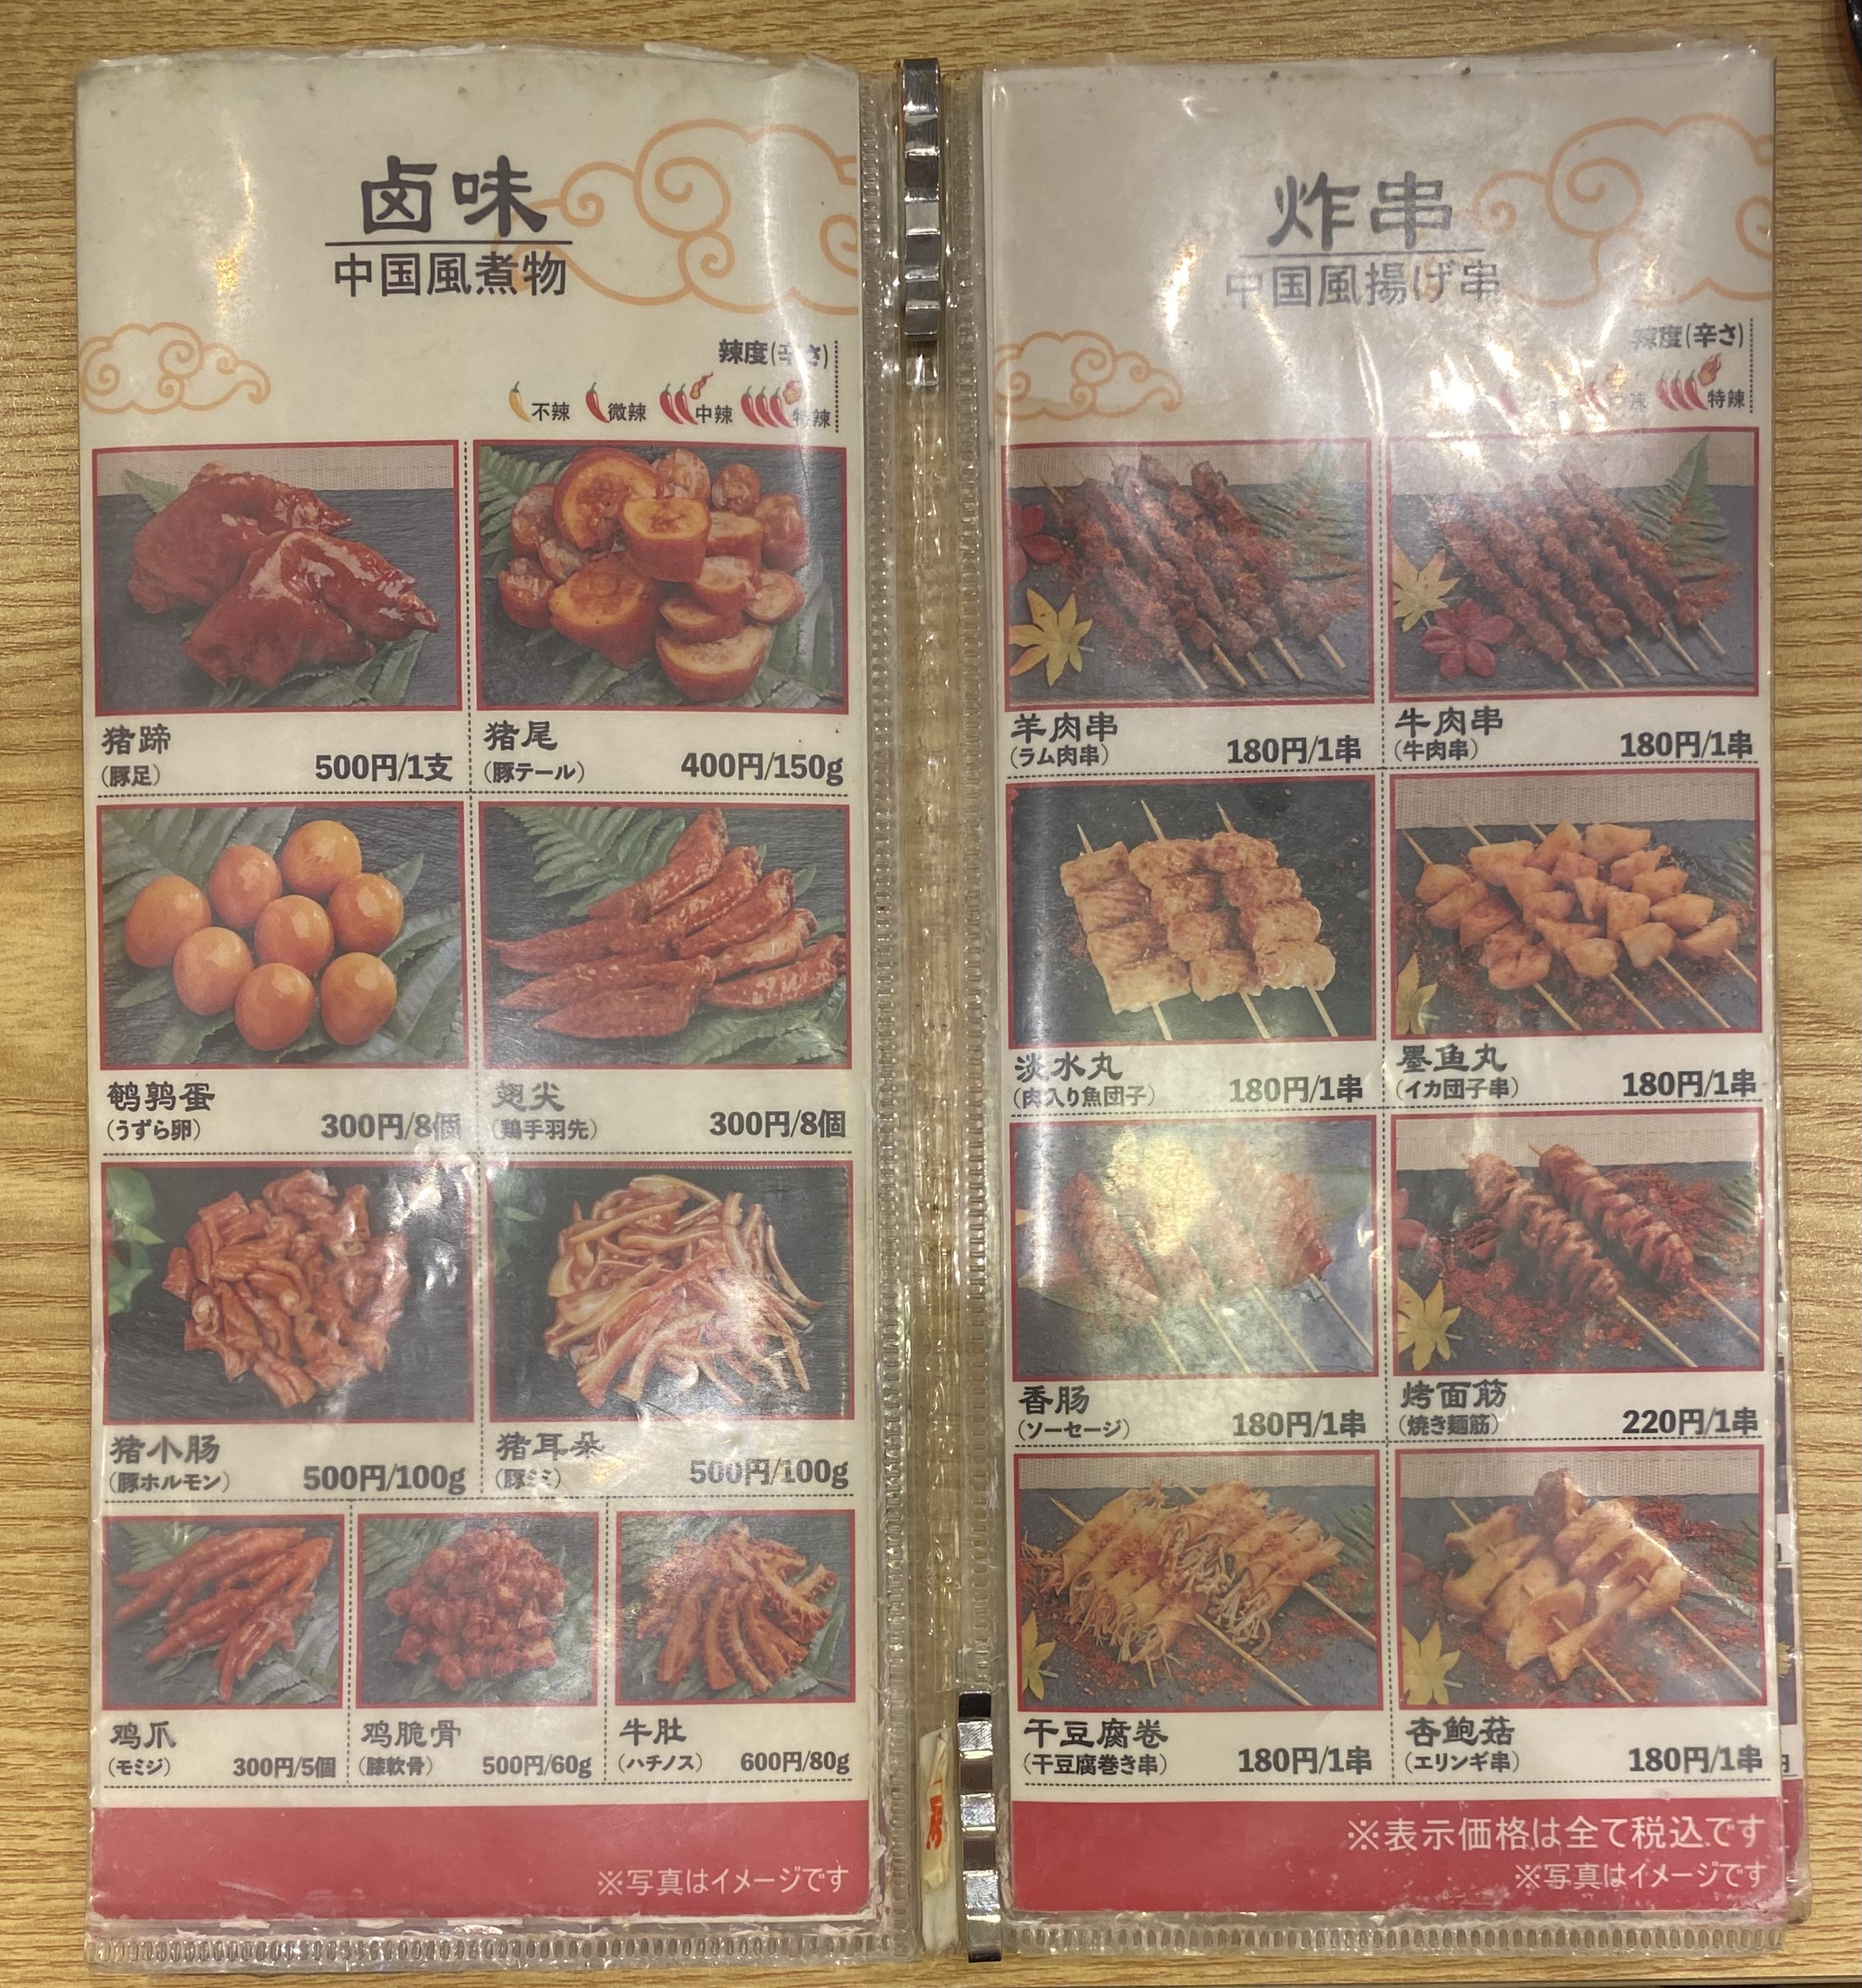 卤味
中国風煮物
辣度(辛さ)
不辣 微辣 中辣 特辣
猪蹄
(豚足) 500円/1支
猪尾
(豚テール) 400円/150g
鹌鹑蛋
(うずら卵) 300円/8個
翅尖
(鶏手羽先) 300円/8個
猪小肠
(豚ホルモン) 500円/100g
猪耳朵
(豚ミミ) 500円/100g
鸡爪
(モミジ) 300円/5個
鸡脆骨
(膝軟骨) 500円/60g
牛肚
(ハチノス) 600円/80g
※写真はイメージです
炸串
中国風揚げ串
辣度(辛さ)
特辣
羊肉串
(ラム肉串) 180円/1串
牛肉串
(牛肉串) 180円/1串
淡水丸
(肉入り魚団子) 180円/1串
墨鱼丸
(イカ団子串) 180円/1串
香肠
(ソーセージ) 180円/1串
烤面筋
(焼き麺筋) 220円/1串
干豆腐卷
(干豆腐巻き串) 180円/1串
杏鲍菇
(エリンギ串) 180円/1串
※表示価格は全て税込です
※写真はイメージです